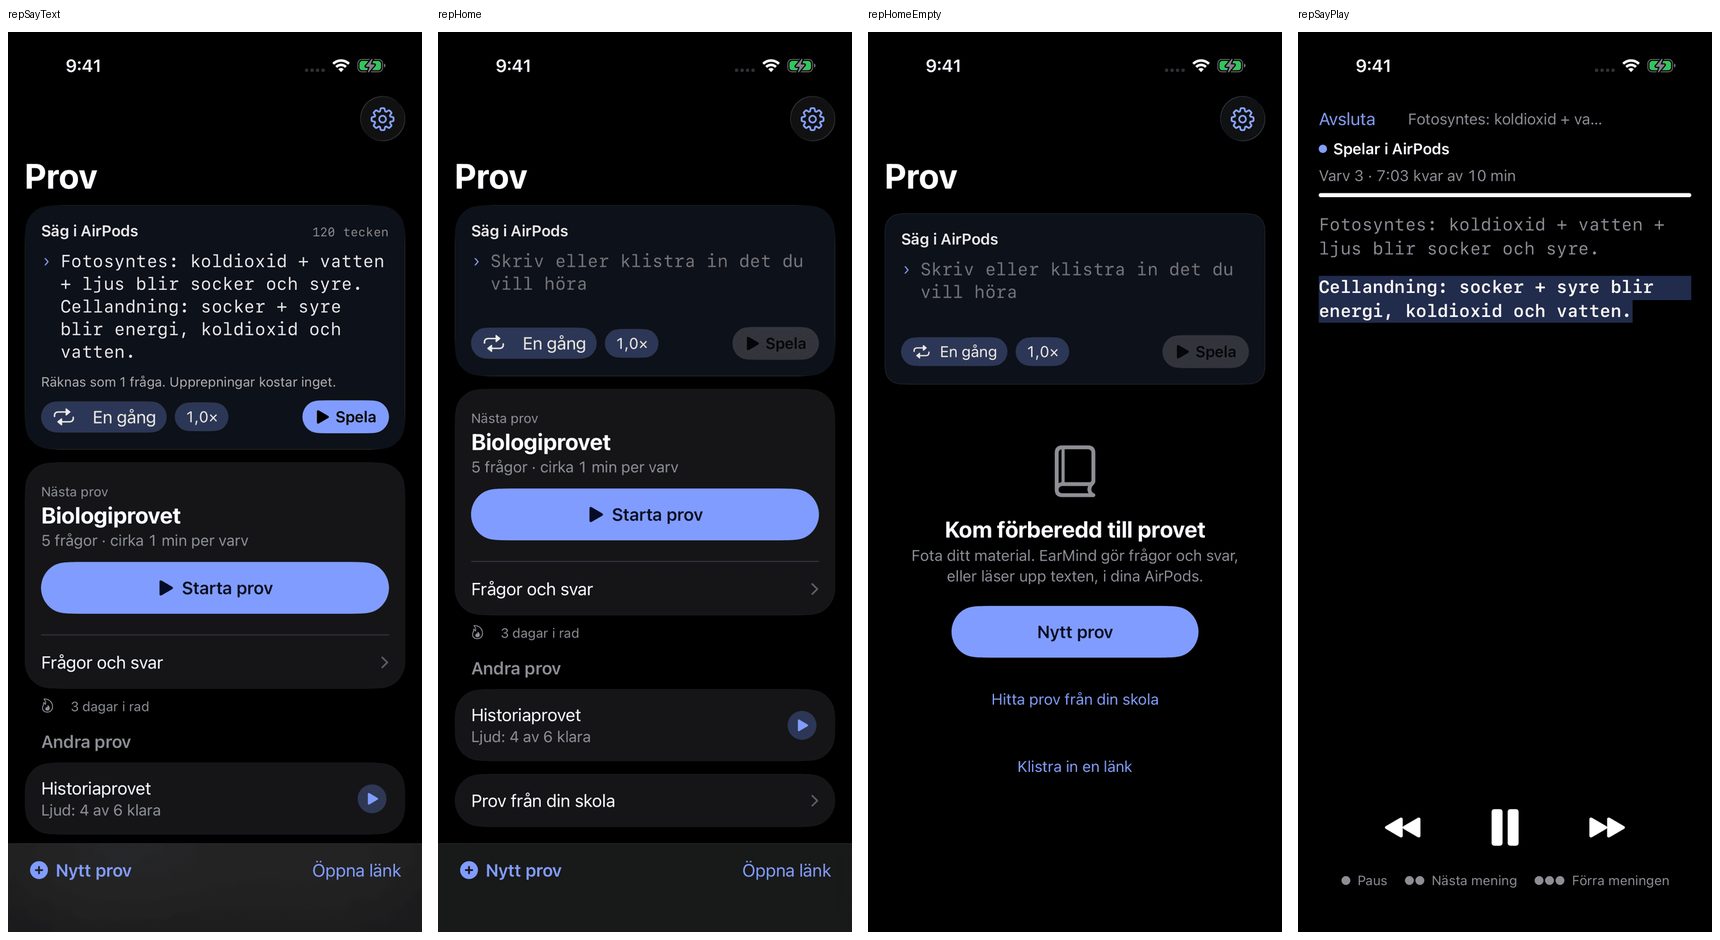 repSayText
9:41
Prov
Säg i AirPods
120 tecken
› Fotosyntes: koldioxid + vatten
+ ljus blir socker och syre.
Cellandning: socker + syre
blir energi, koldioxid och
vatten.
Räknas som 1 fråga. Upprepningar kostar inget.
En gång
1,0×
Spela
Nästa prov
Biologiprovet
5 frågor · cirka 1 min per varv
Starta prov
Frågor och svar
3 dagar i rad
Andra prov
Historiaprovet
Ljud: 4 av 6 klara
Nytt prov
Öppna länk
repHome
9:41
Prov
Säg i AirPods
› Skriv eller klistra in det du
vill höra
En gång
1,0×
Spela
Nästa prov
Biologiprovet
5 frågor · cirka 1 min per varv
Starta prov
Frågor och svar
3 dagar i rad
Andra prov
Historiaprovet
Ljud: 4 av 6 klara
Prov från din skola
Nytt prov
Öppna länk
repHomeEmpty
9:41
Prov
Säg i AirPods
› Skriv eller klistra in det du
vill höra
En gång
1,0×
Spela
Kom förberedd till provet
Fota ditt material. EarMind gör frågor och svar,
eller läser upp texten, i dina AirPods.
Nytt prov
Hitta prov från din skola
Klistra in en länk
repSayPlay
9:41
Avsluta
Fotosyntes: koldioxid + va...
Spelar i AirPods
Varv 3 · 7:03 kvar av 10 min
Fotosyntes: koldioxid + vatten +
ljus blir socker och syre.
Cellandning: socker + syre blir
energi, koldioxid och vatten.
Paus
Nästa mening
Förra meningen